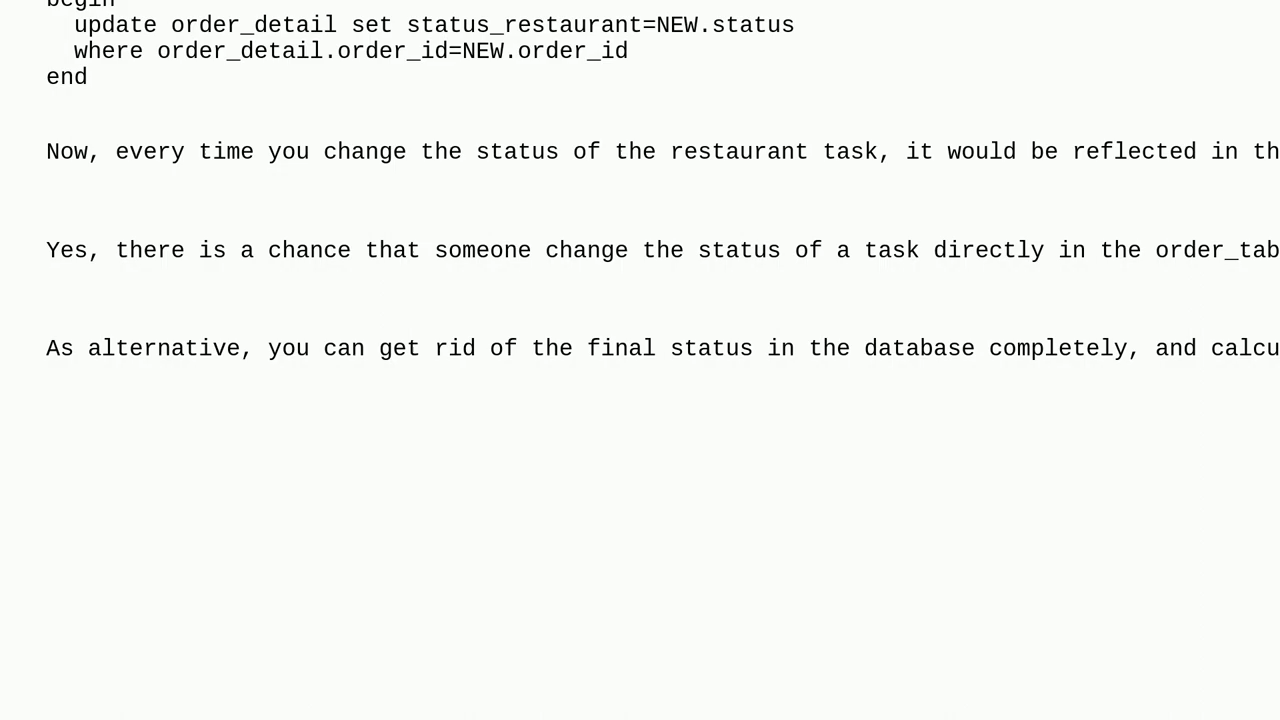 begin
update order_detail set status_restaurant=NEW.status
where order_detail.order_id=NEW.order_id
end
Now, every time you change the status of the restaurant task, it would be reflected in th
Yes, there is a chance that someone change the status of a task directly in the order_tab
As alternative, you can get rid of the final status in the database completely, and calcu